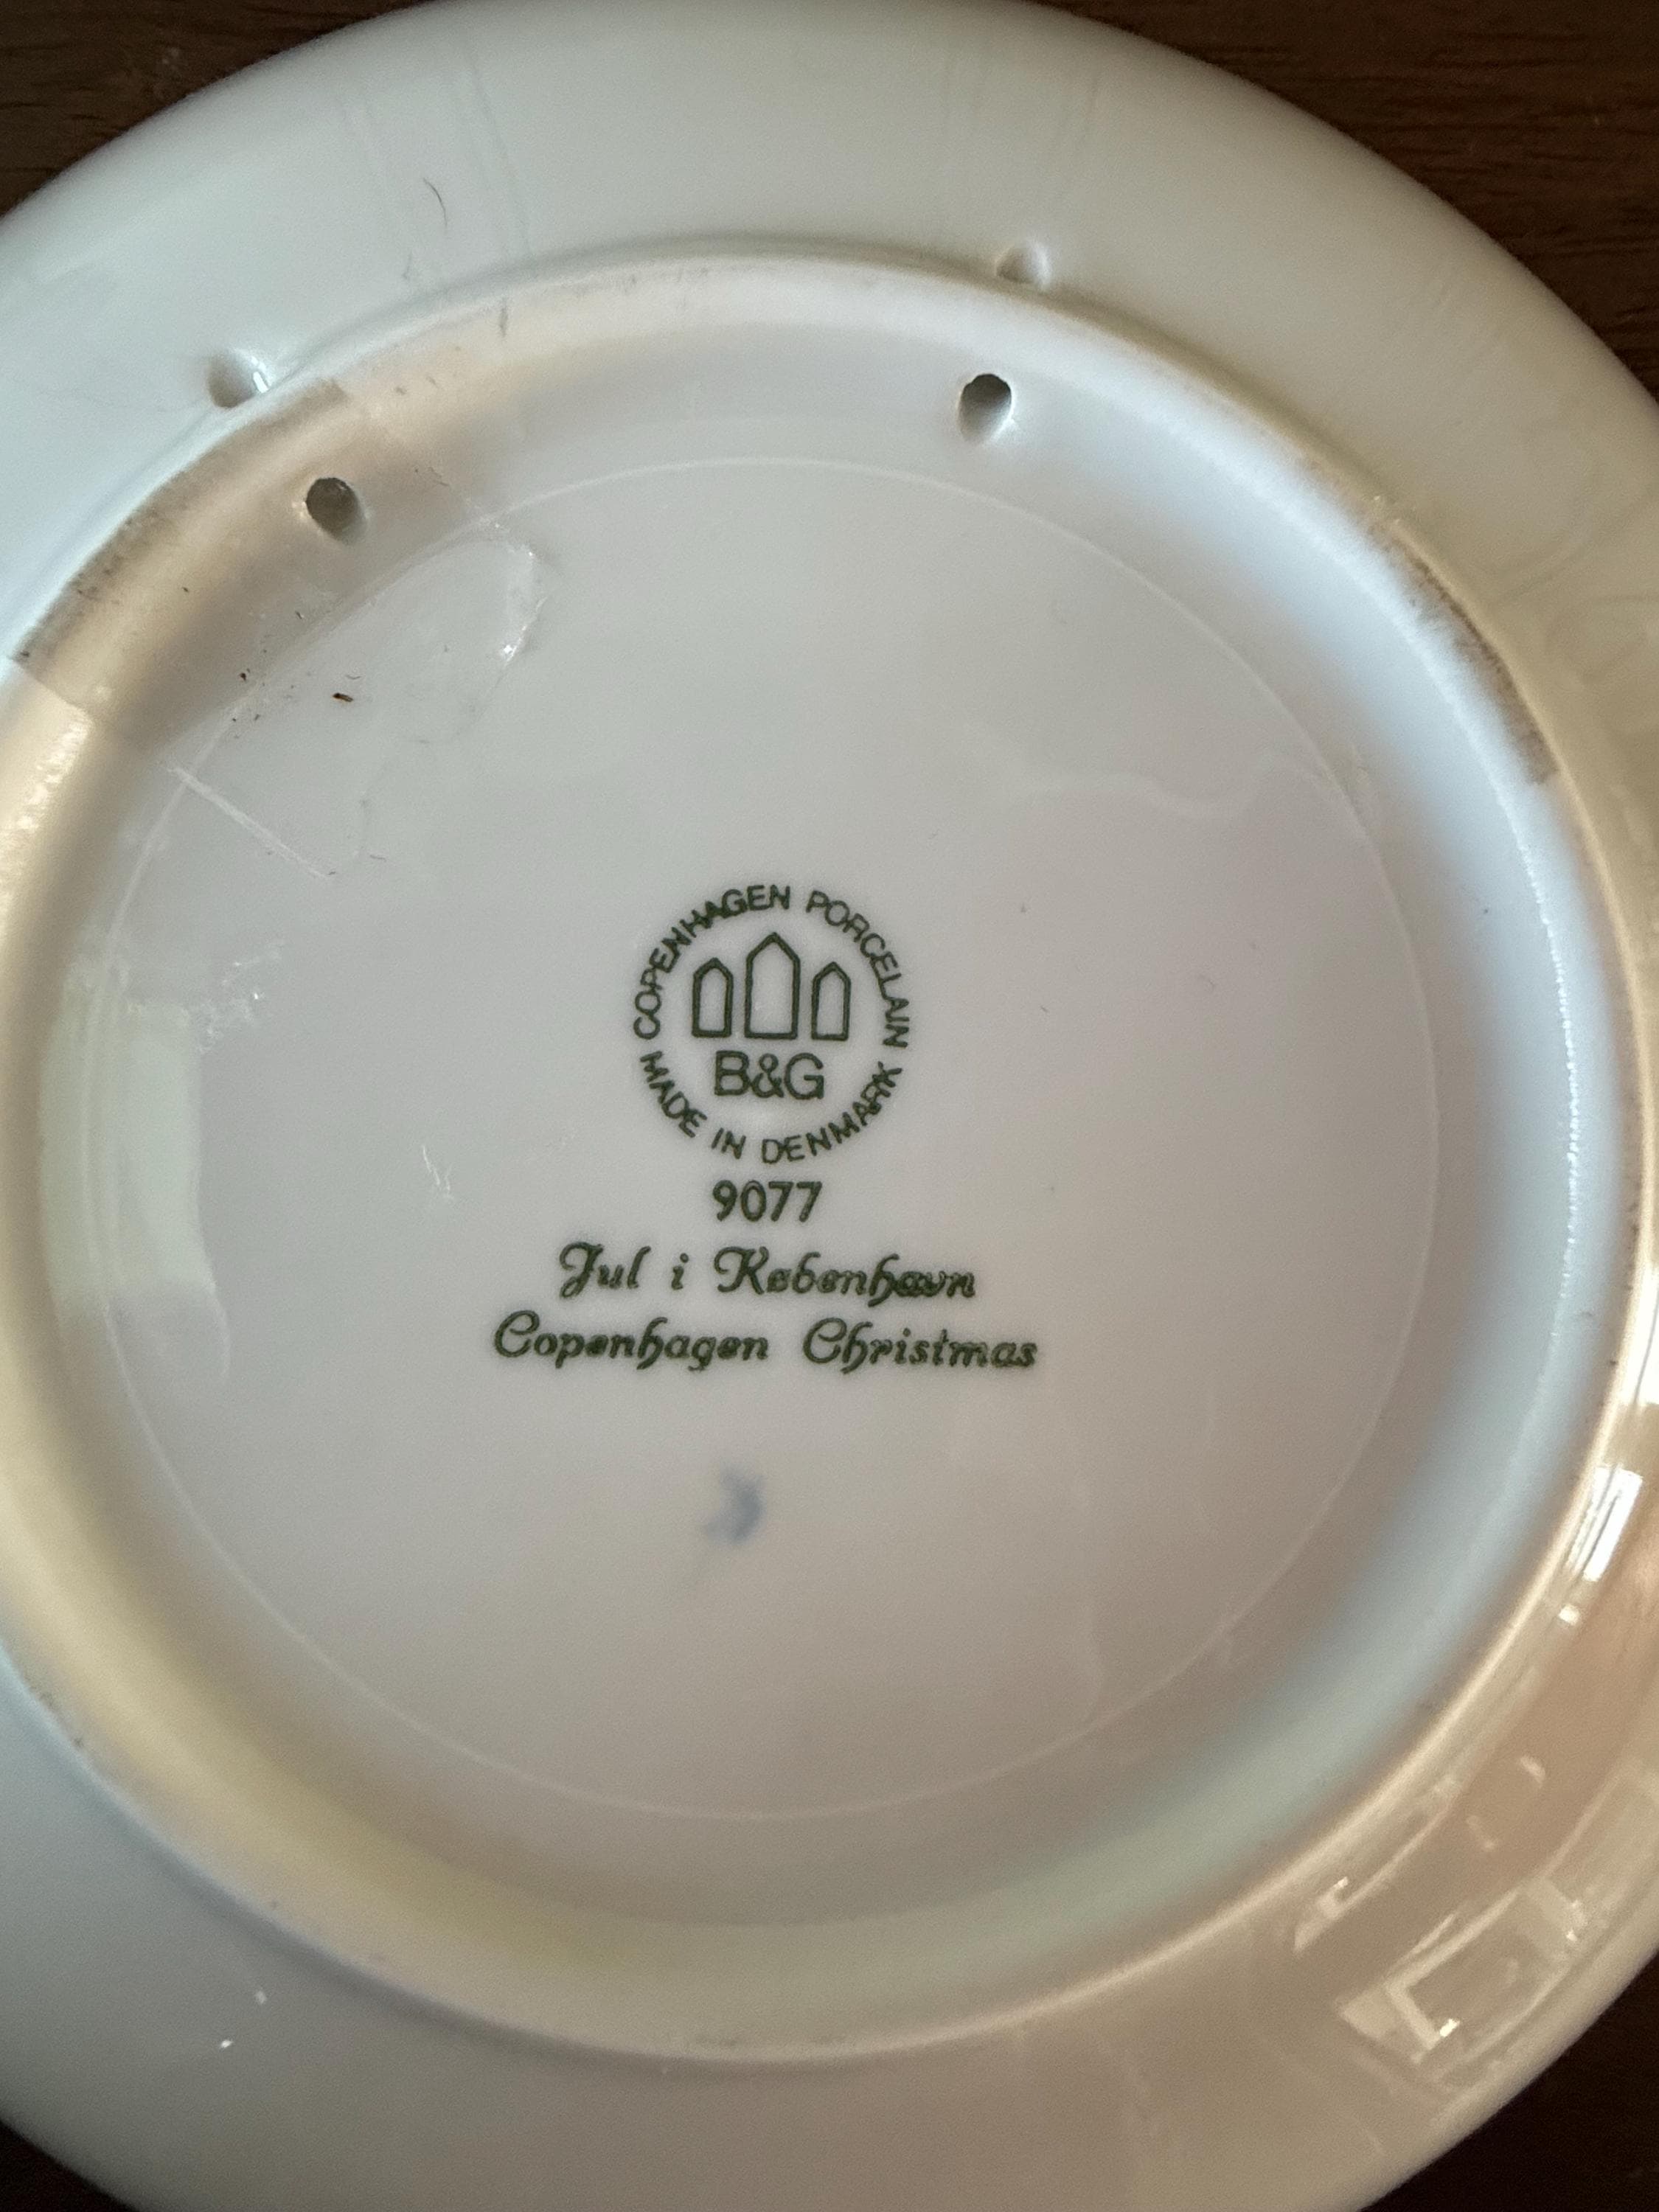 COPENHAGEN PORCELAIN
B&G
MADE IN DENMARK
9077
Jul i København
Copenhagen Christmas